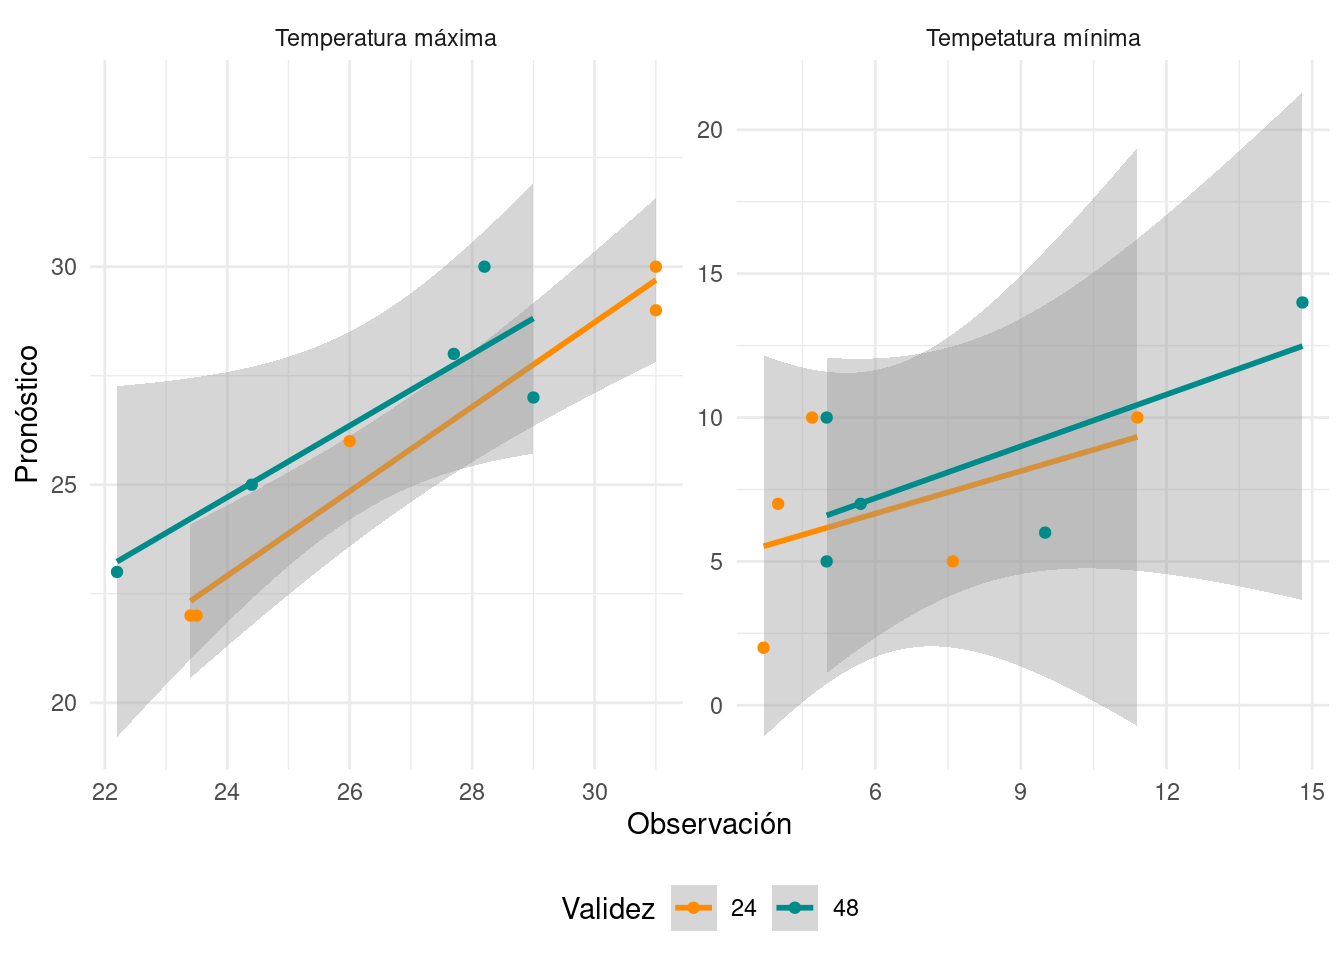 Temperatura máxima
Tempetatura mínima
Pronóstico
30
25
20
20
15
10
5
0
22 24 26 28 30
6 9 12 15
Observación
Validez 24 48